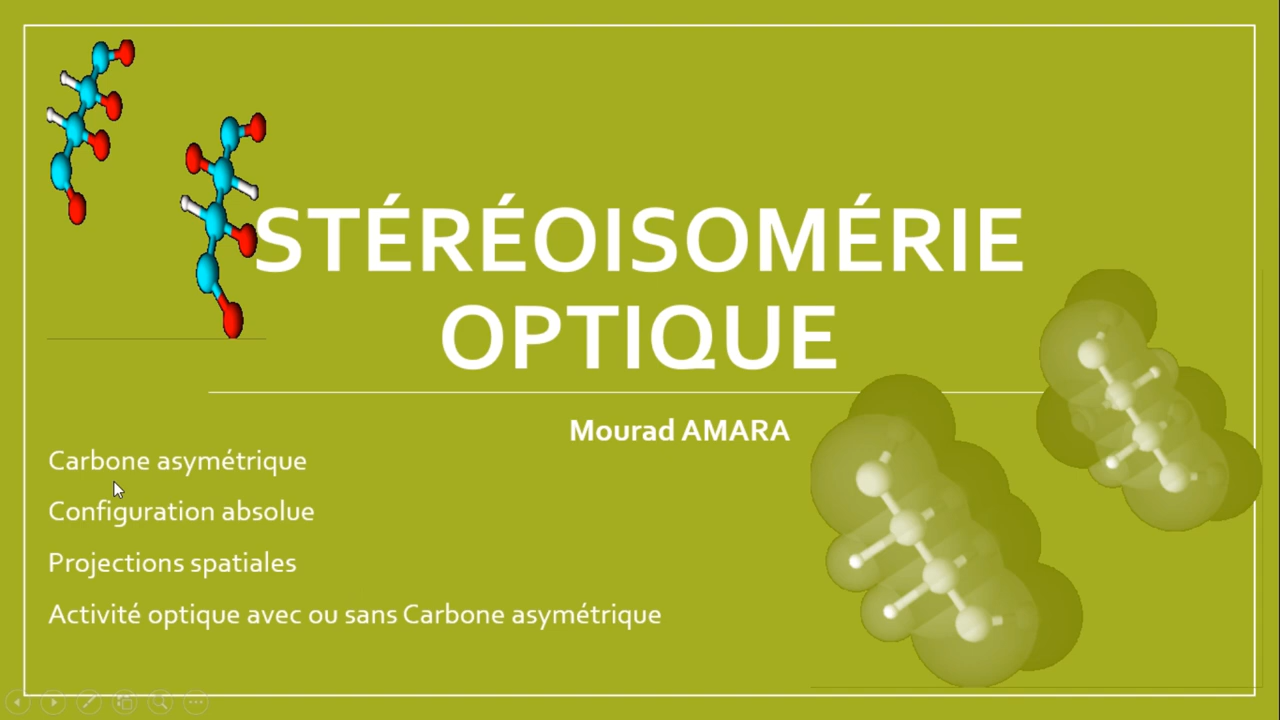 STÉRÉOISOMÉRIE
OPTIQUE
Mourad AMARA
Carbone asymétrique
Configuration absolue
Projections spatiales
Activité optique avec ou sans Carbone asymétrique